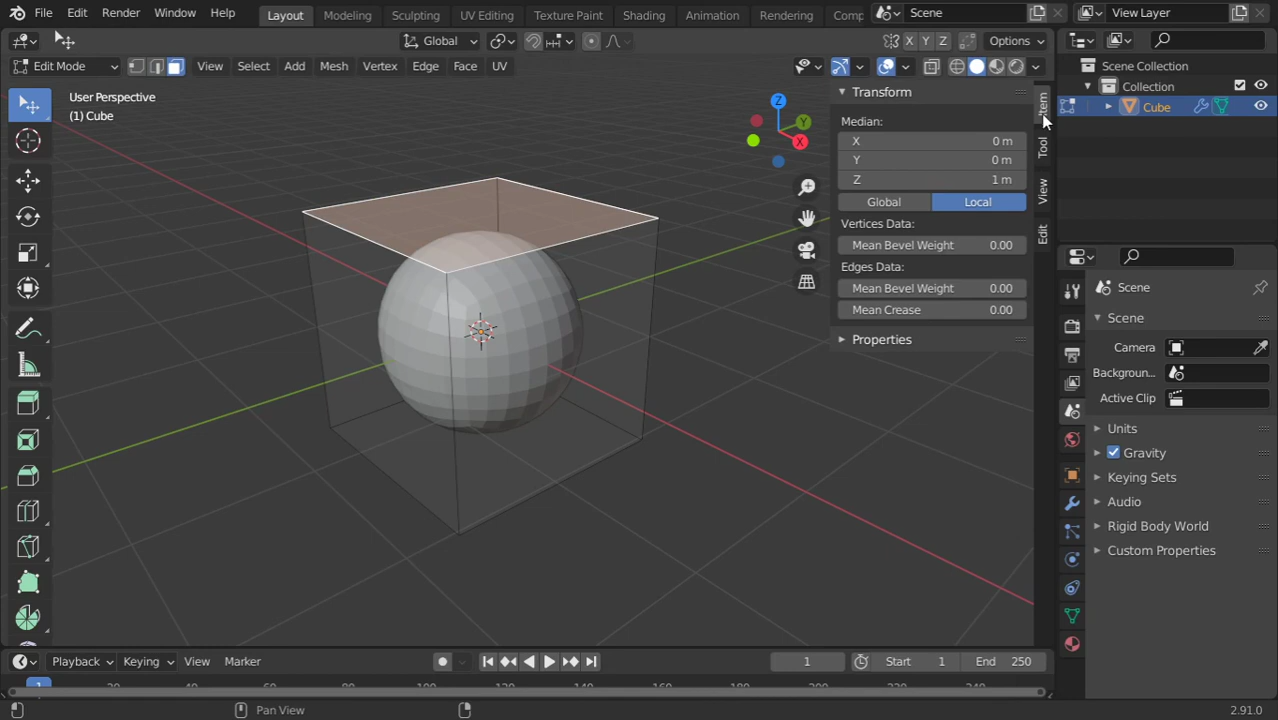 File Edit Render Window Help Layout Modeling Sculpting UV Editing Texture Paint Shading Animation Rendering Comp Scene View Layer
Global X Y Z Options
Edit Mode View Select Add Mesh Vertex Edge Face UV
User Perspective
(1) Cube
Z
Y
X
Transform
Median:
X 0 m
Y 0 m
Z 1 m
Global Local
Vertices Data:
Mean Bevel Weight 0.00
Edges Data:
Mean Bevel Weight 0.00
Mean Crease 0.00
Properties
Item
Tool
View
Edit
Scene Collection
Collection
Cube
Scene
Scene
Camera
Backgroun...
Active Clip
Units
Gravity
Keying Sets
Audio
Rigid Body World
Custom Properties
Playback Keying View Marker 1 Start 1 End 250
1
Pan View 2.91.0